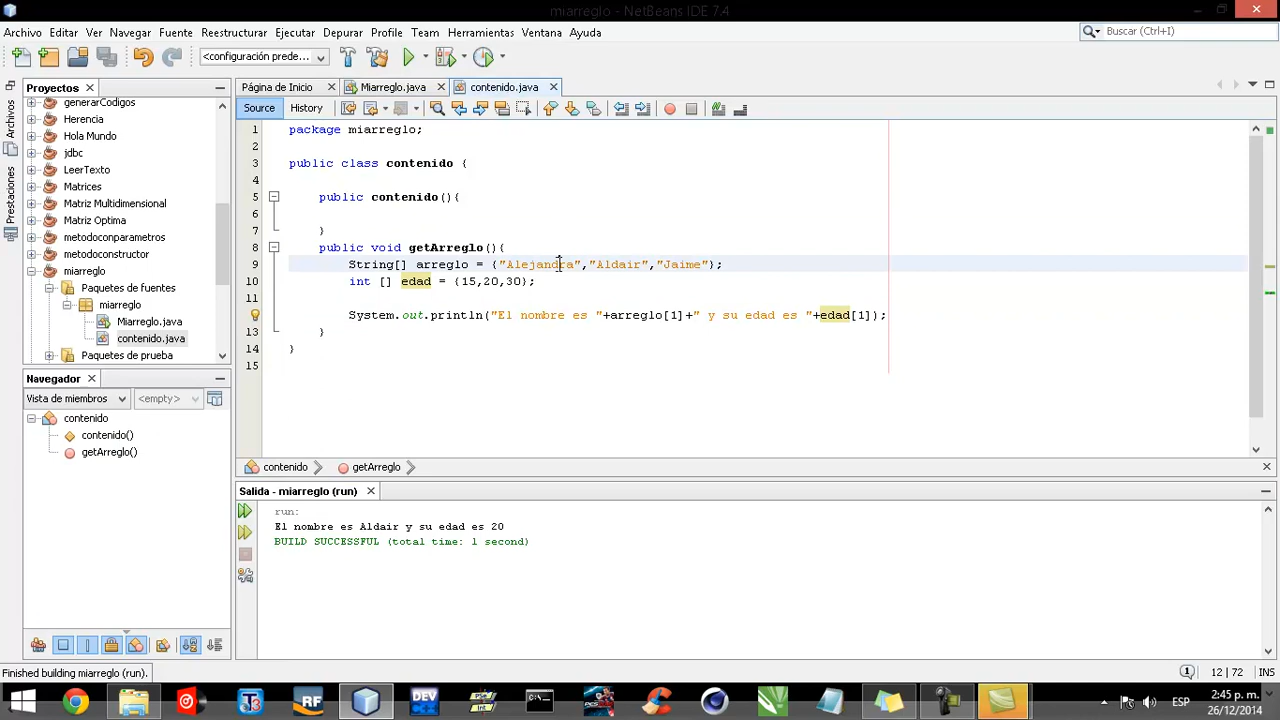 miarreglo - NetBeans IDE 7.4
Archivo Editar Ver Navegar Fuente Reestructurar Ejecutar Depurar Profile Team Herramientas Ventana Ayuda
Buscar (Ctrl+I)
<configuración prede...
Proyectos
Página de Inicio
Miarreglo.java
contenido.java
Archivos
Prestaciones
generarCodigos
Herencia
Hola Mundo
jdbc
LeerTexto
Matrices
Matriz Multidimensional
Matriz Optima
metodoconparametros
metodoconstructor
miarreglo
Paquetes de fuentes
miarreglo
Miarreglo.java
contenido.java
Paquetes de prueba
Source History
1 package miarreglo;
2
3 public class contenido {
4
5 public contenido(){
6
7 }
8 public void getArreglo(){
9 String[] arreglo = {"Alejandra","Aldair","Jaime"};
10 int [] edad = {15,20,30};
11
12 System.out.println("El nombre es "+arreglo[1]+" y su edad es "+edad[1]);
13 }
14 }
15
Navegador
Vista de miembros <empty>
contenido
contenido()
getArreglo()
contenido getArreglo
Salida - miarreglo (run)
run:
El nombre es Aldair y su edad es 20
BUILD SUCCESSFUL (total time: 1 second)
Finished building miarreglo (run).
1 12 | 72 INS
RF
DEV
ESP
2:45 p. m.
26/12/2014